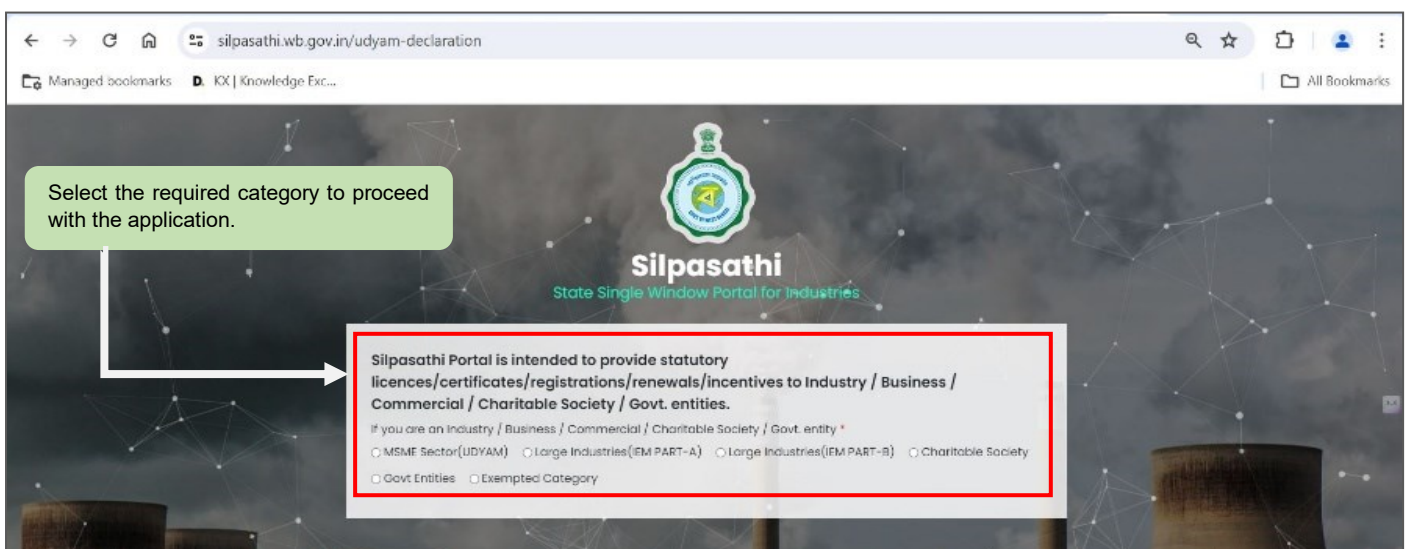 silpasathi.wb.gov.in/udyam-declaration
Managed bookmarks D. KX | Knowledge Exc... All Bookmarks
Select the required category to proceed
with the application.
Silpasathi
State Single Window Portal for Industries
Silpasathi Portal is intended to provide statutory
licences/certificates/registrations/renewals/incentives to Industry / Business /
Commercial / Charitable Society / Govt. entities.
If you are an Industry / Business / Commercial / Charitable Society / Govt. entity *
MSME Sector(UDYAM) Large Industries(IEM PART-A) Large Industries(IEM PART-B) Charitable Society
Govt Entities Exempted Category